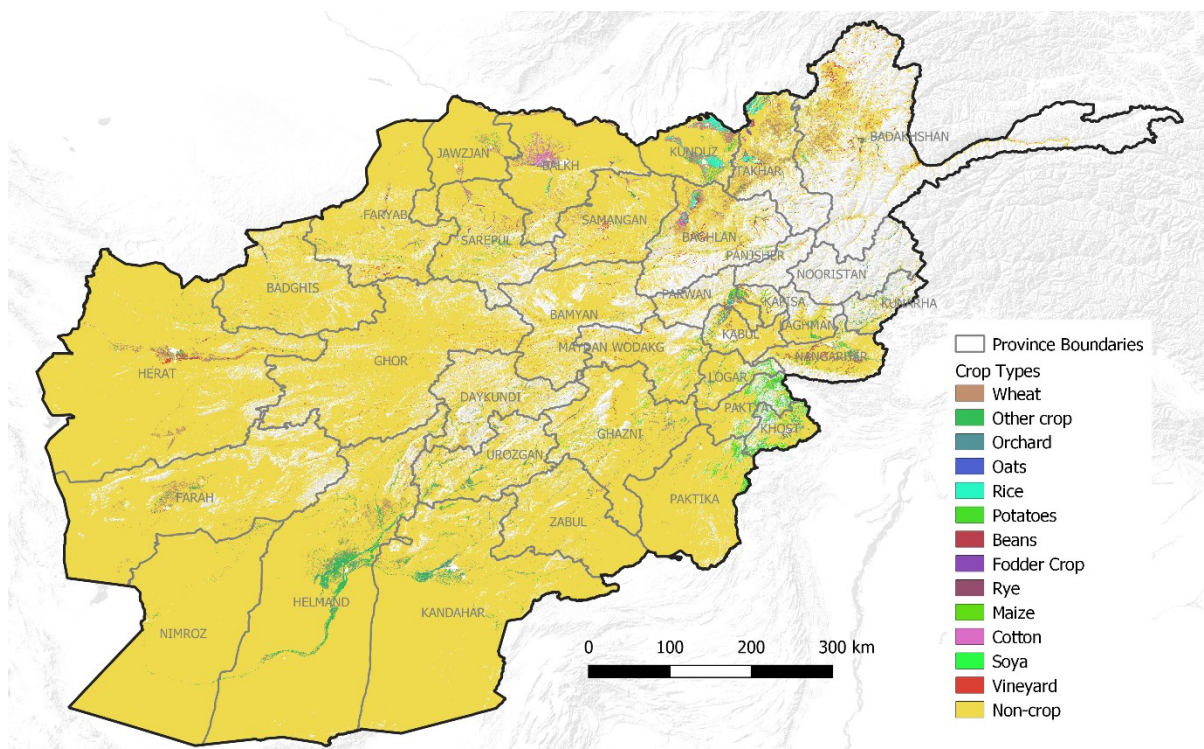 JAWZJAN
BALKH
KUNDUZ
TAKHAR
BADAKHSHAN
FARYAB
SAREPUL
SAMANGAN
BAGHLAN
PANJSHER
NOORISTAN
BADGHIS
PARWAN
KAPISA
KUNARHA
BAMYAN
KABUL
LAGHMAN
HERAT
GHOR
MAYDAN WODAKG
NANGARHAR
LOGAR
DAYKUNDI
PAKTYA
GHAZNI
KHOST
UROZGAN
FARAH
PAKTIKA
ZABUL
HELMAND
KANDAHAR
NIMROZ
Province Boundaries
Crop Types
Wheat
Other crop
Orchard
Oats
Rice
Potatoes
Beans
Fodder Crop
Rye
Maize
Cotton
Soya
Vineyard
Non-crop
0 100 200 300 km